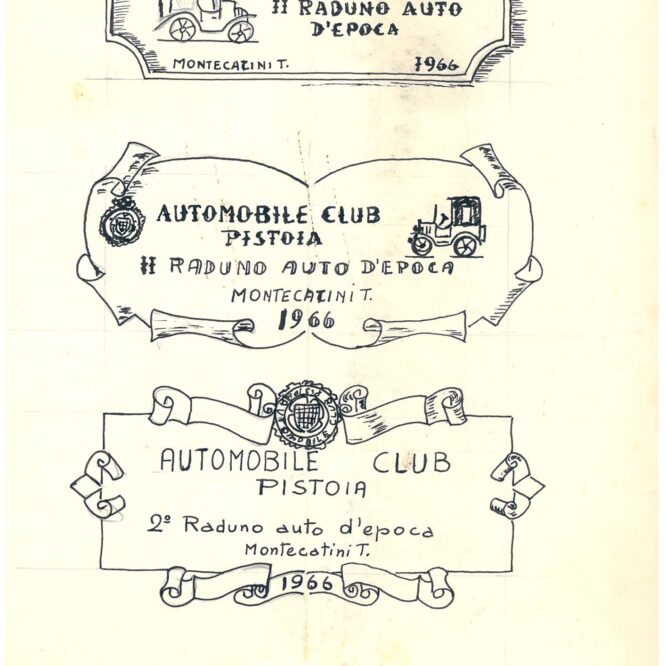 II RADUNO AUTO
D'EPOCA
MONTECATINI T. 1966
AUTOMOBILE CLUB
PISTOIA
II RADUNO AUTO D'EPOCA
MONTECATINI T.
1966
AUTOMOBILE CLUB
PISTOIA
2º Raduno auto d'epoca
Montecatini T.
1966